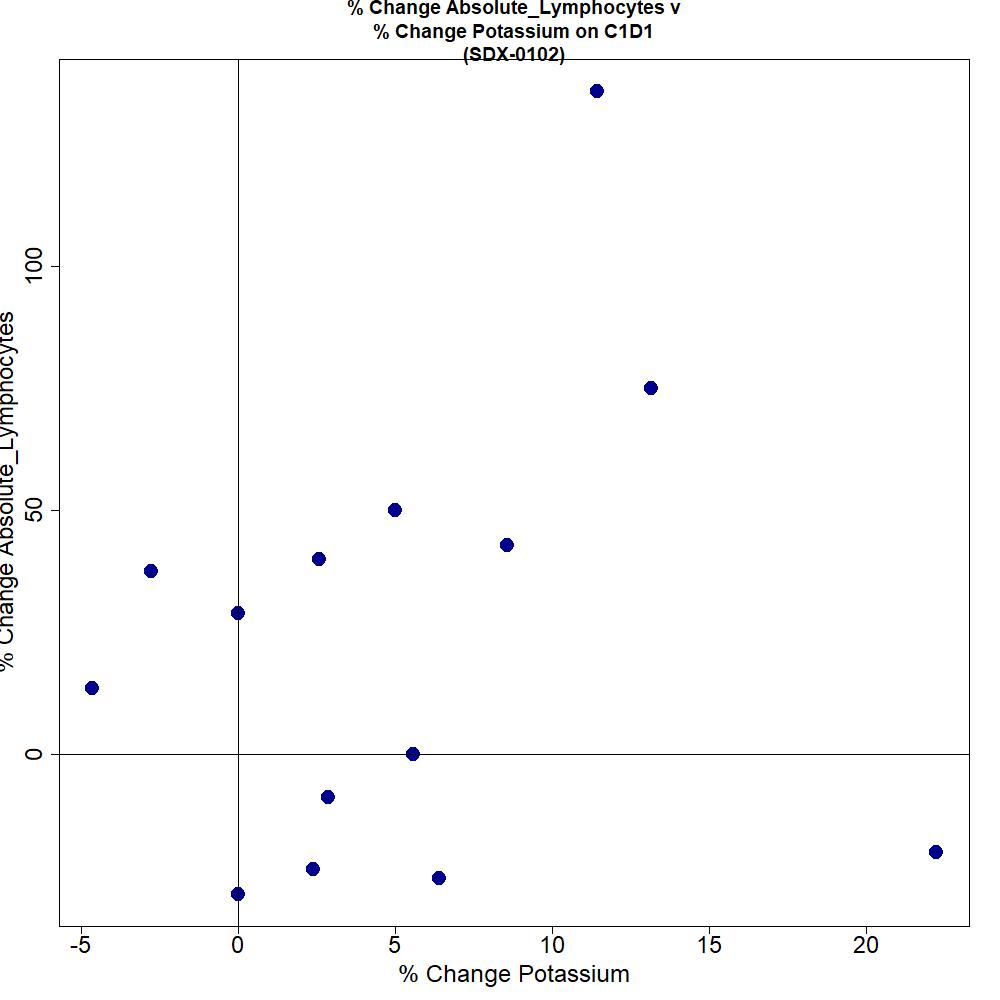 % Change Absolute_Lymphocytes v
% Change Potassium on C1D1
(SDX-0102)
% Change Absolute_Lymphocytes
100
50
0
-5 0 5 10 15 20
% Change Potassium